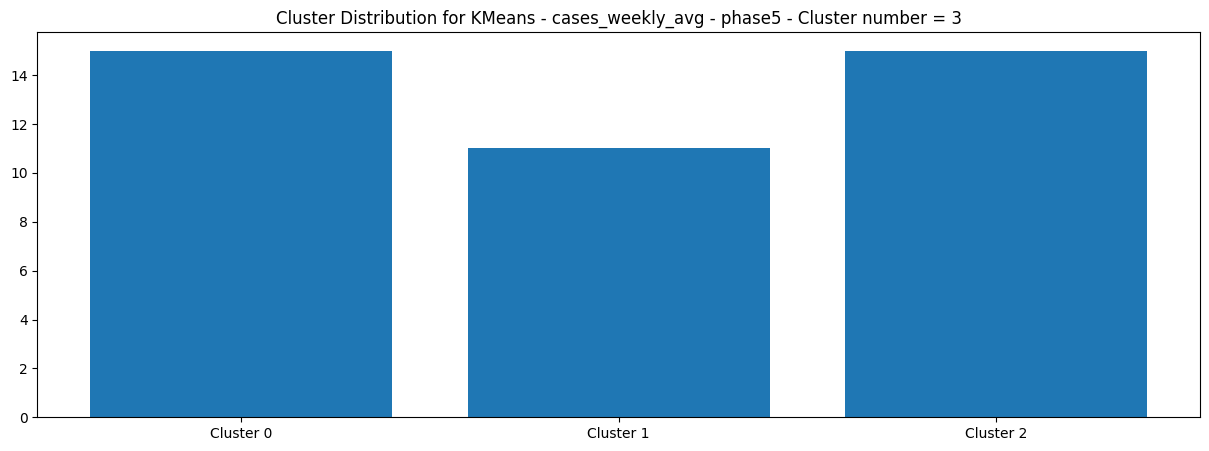 Cluster Distribution for KMeans - cases_weekly_avg - phase5 - Cluster number = 3
14
12
10
8
6
4
2
0
Cluster 0
Cluster 1
Cluster 2